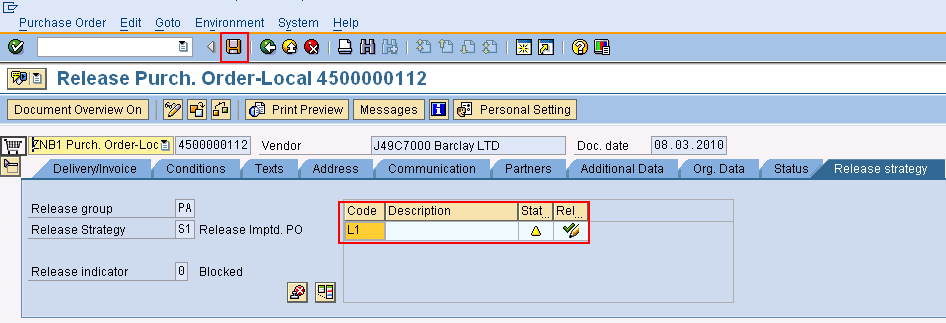 Purchase Order Edit Goto Environment System Help
Release Purch. Order-Local 4500000112
Document Overview On Print Preview Messages Personal Setting
ZNB1 Purch. Order-Loc 4500000112 Vendor J49C7000 Barclay LTD Doc. date 08.03.2010
Delivery/Invoice Conditions Texts Address Communication Partners Additional Data Org. Data Status Release strategy
Release group PA
Code Description Stat... Rel...
Release Strategy S1 Release Imptd. PO L1
Release indicator 0 Blocked